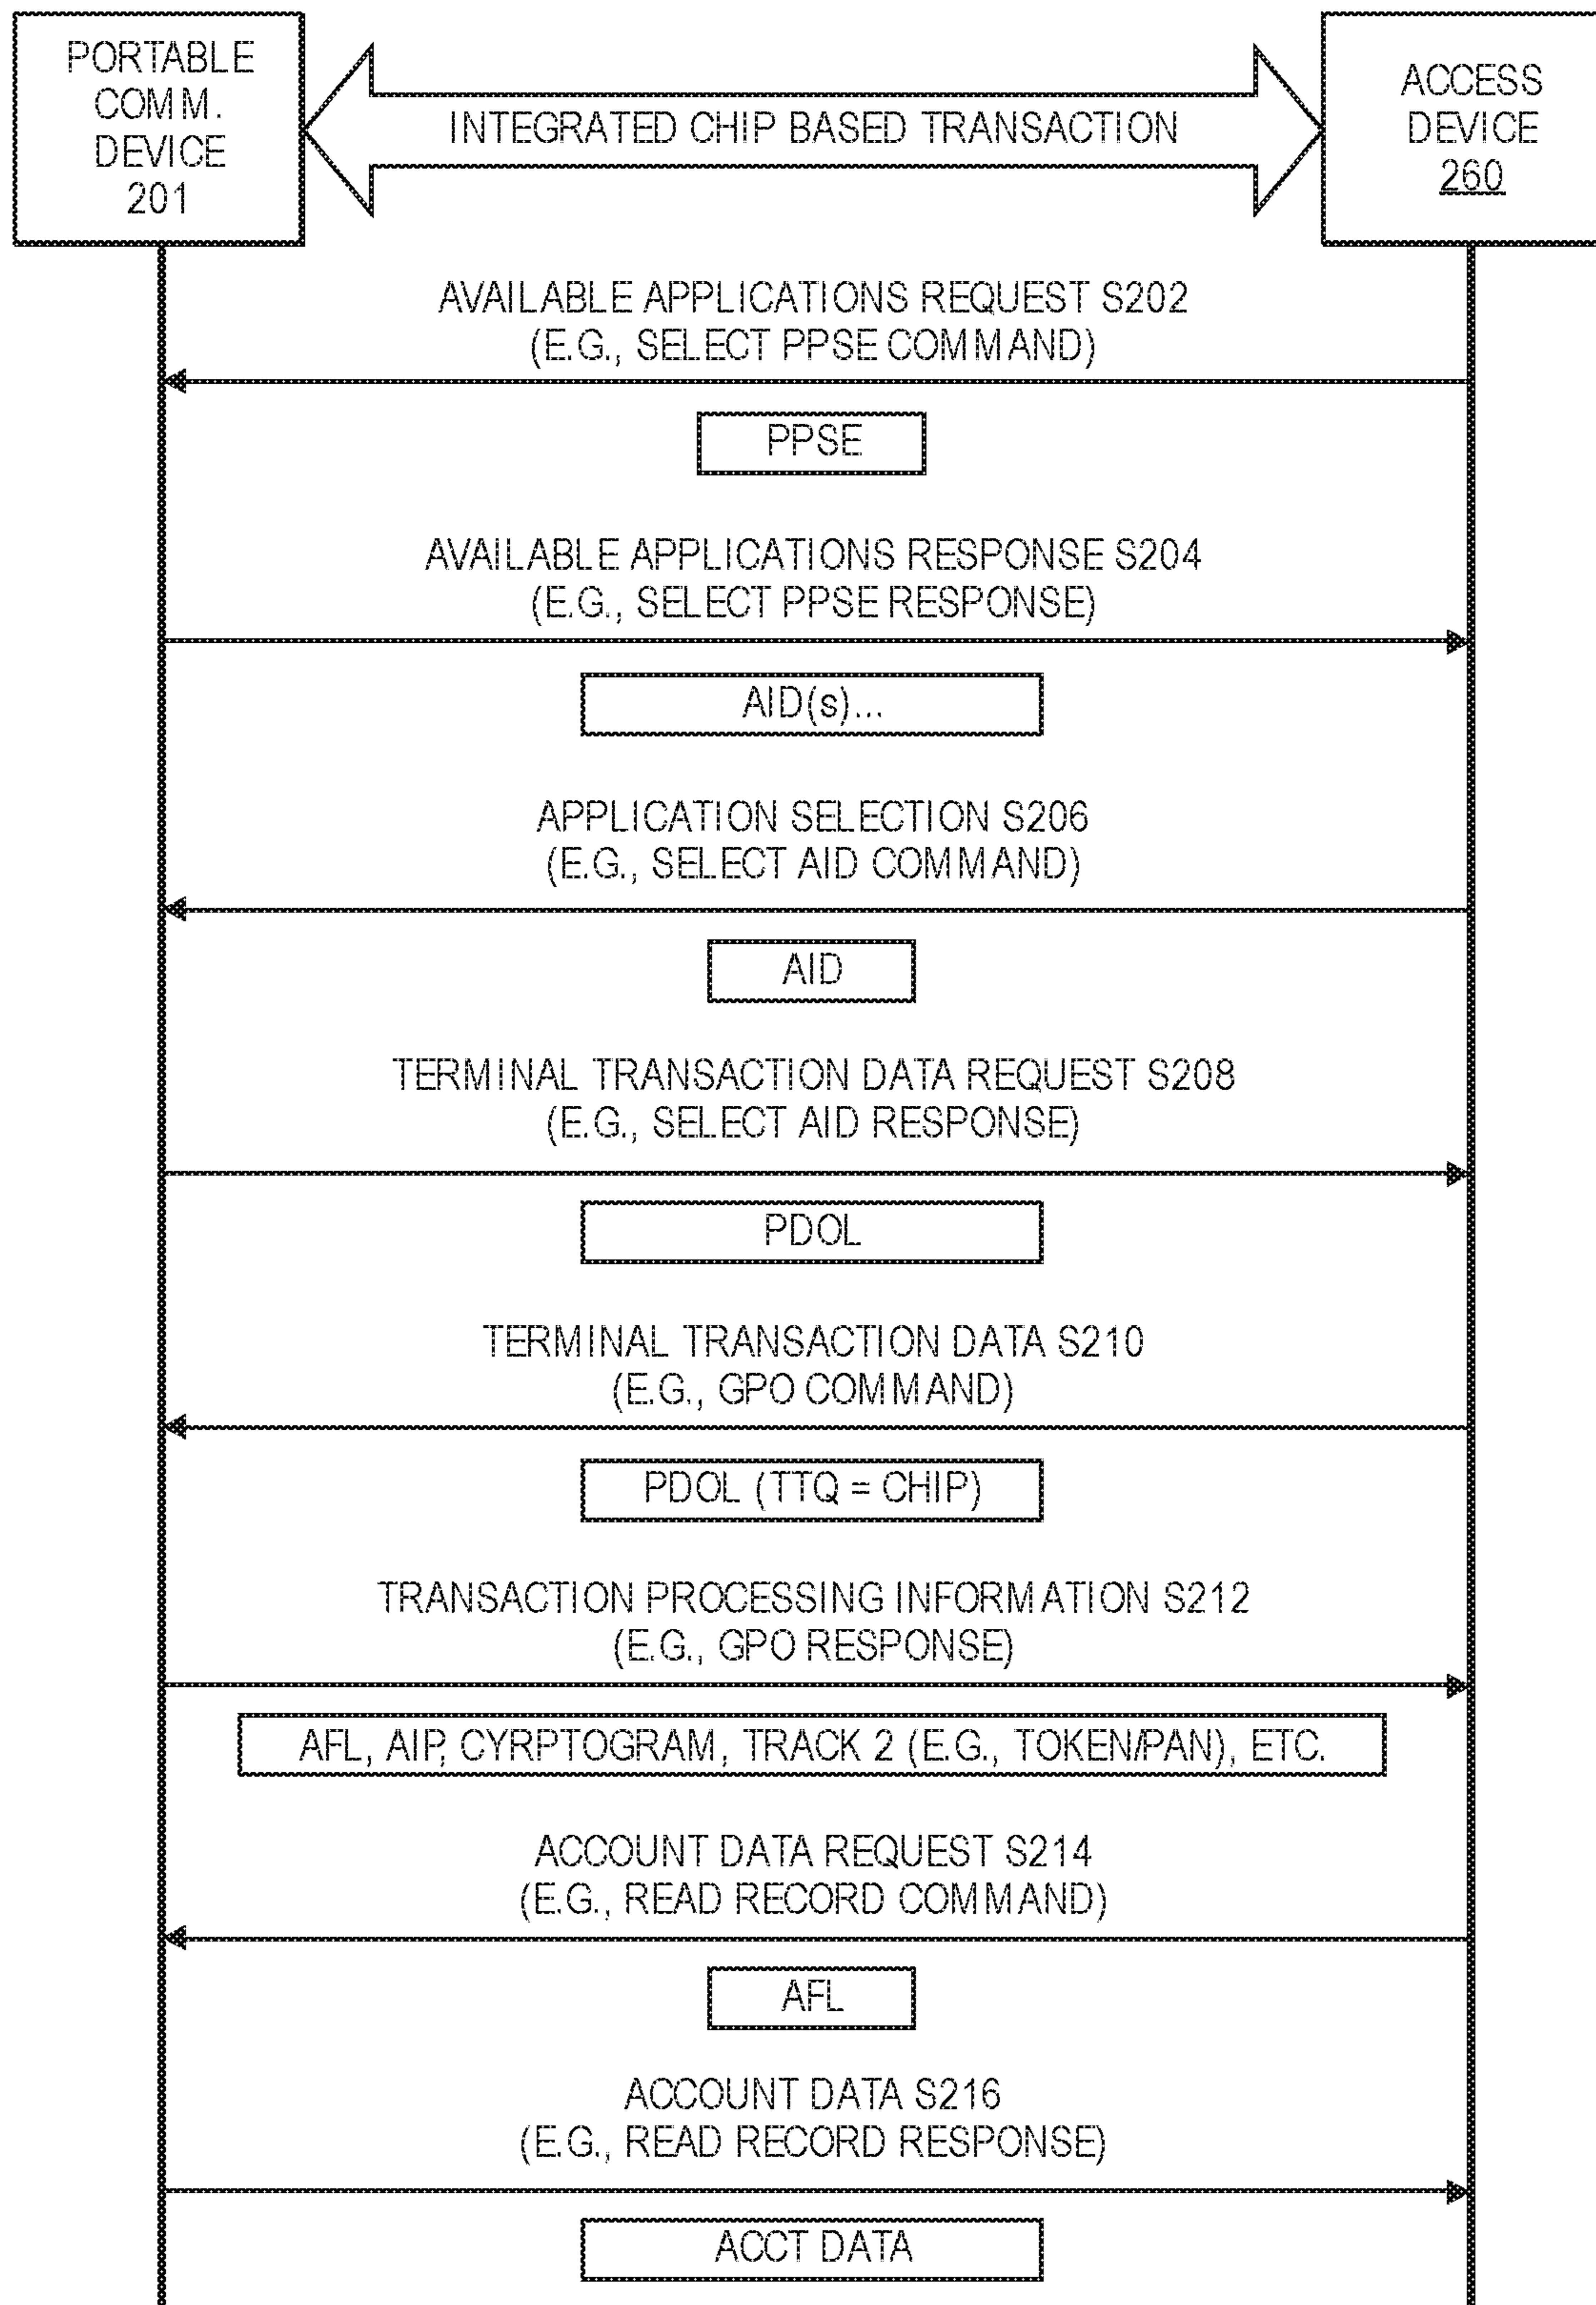 PORTABLE
COMM.
DEVICE
201
INTEGRATED CHIP BASED TRANSACTION
ACCESS
DEVICE
260
AVAILABLE APPLICATIONS REQUEST S202
(E.G., SELECT PPSE COMMAND)
PPSE
AVAILABLE APPLICATIONS RESPONSE S204
(E.G., SELECT PPSE RESPONSE)
AID(s)...
APPLICATION SELECTION S206
(E.G., SELECT AID COMMAND)
AID
TERMINAL TRANSACTION DATA REQUEST S208
(E.G., SELECT AID RESPONSE)
PDOL
TERMINAL TRANSACTION DATA S210
(E.G., GPO COMMAND)
PDOL (TTQ = CHIP)
TRANSACTION PROCESSING INFORMATION S212
(E.G., GPO RESPONSE)
AFL, AIP, CYRPTOGRAM, TRACK 2 (E.G., TOKEN/PAN), ETC.
ACCOUNT DATA REQUEST S214
(E.G., READ RECORD COMMAND)
AFL
ACCOUNT DATA S216
(E.G., READ RECORD RESPONSE)
ACCT DATA